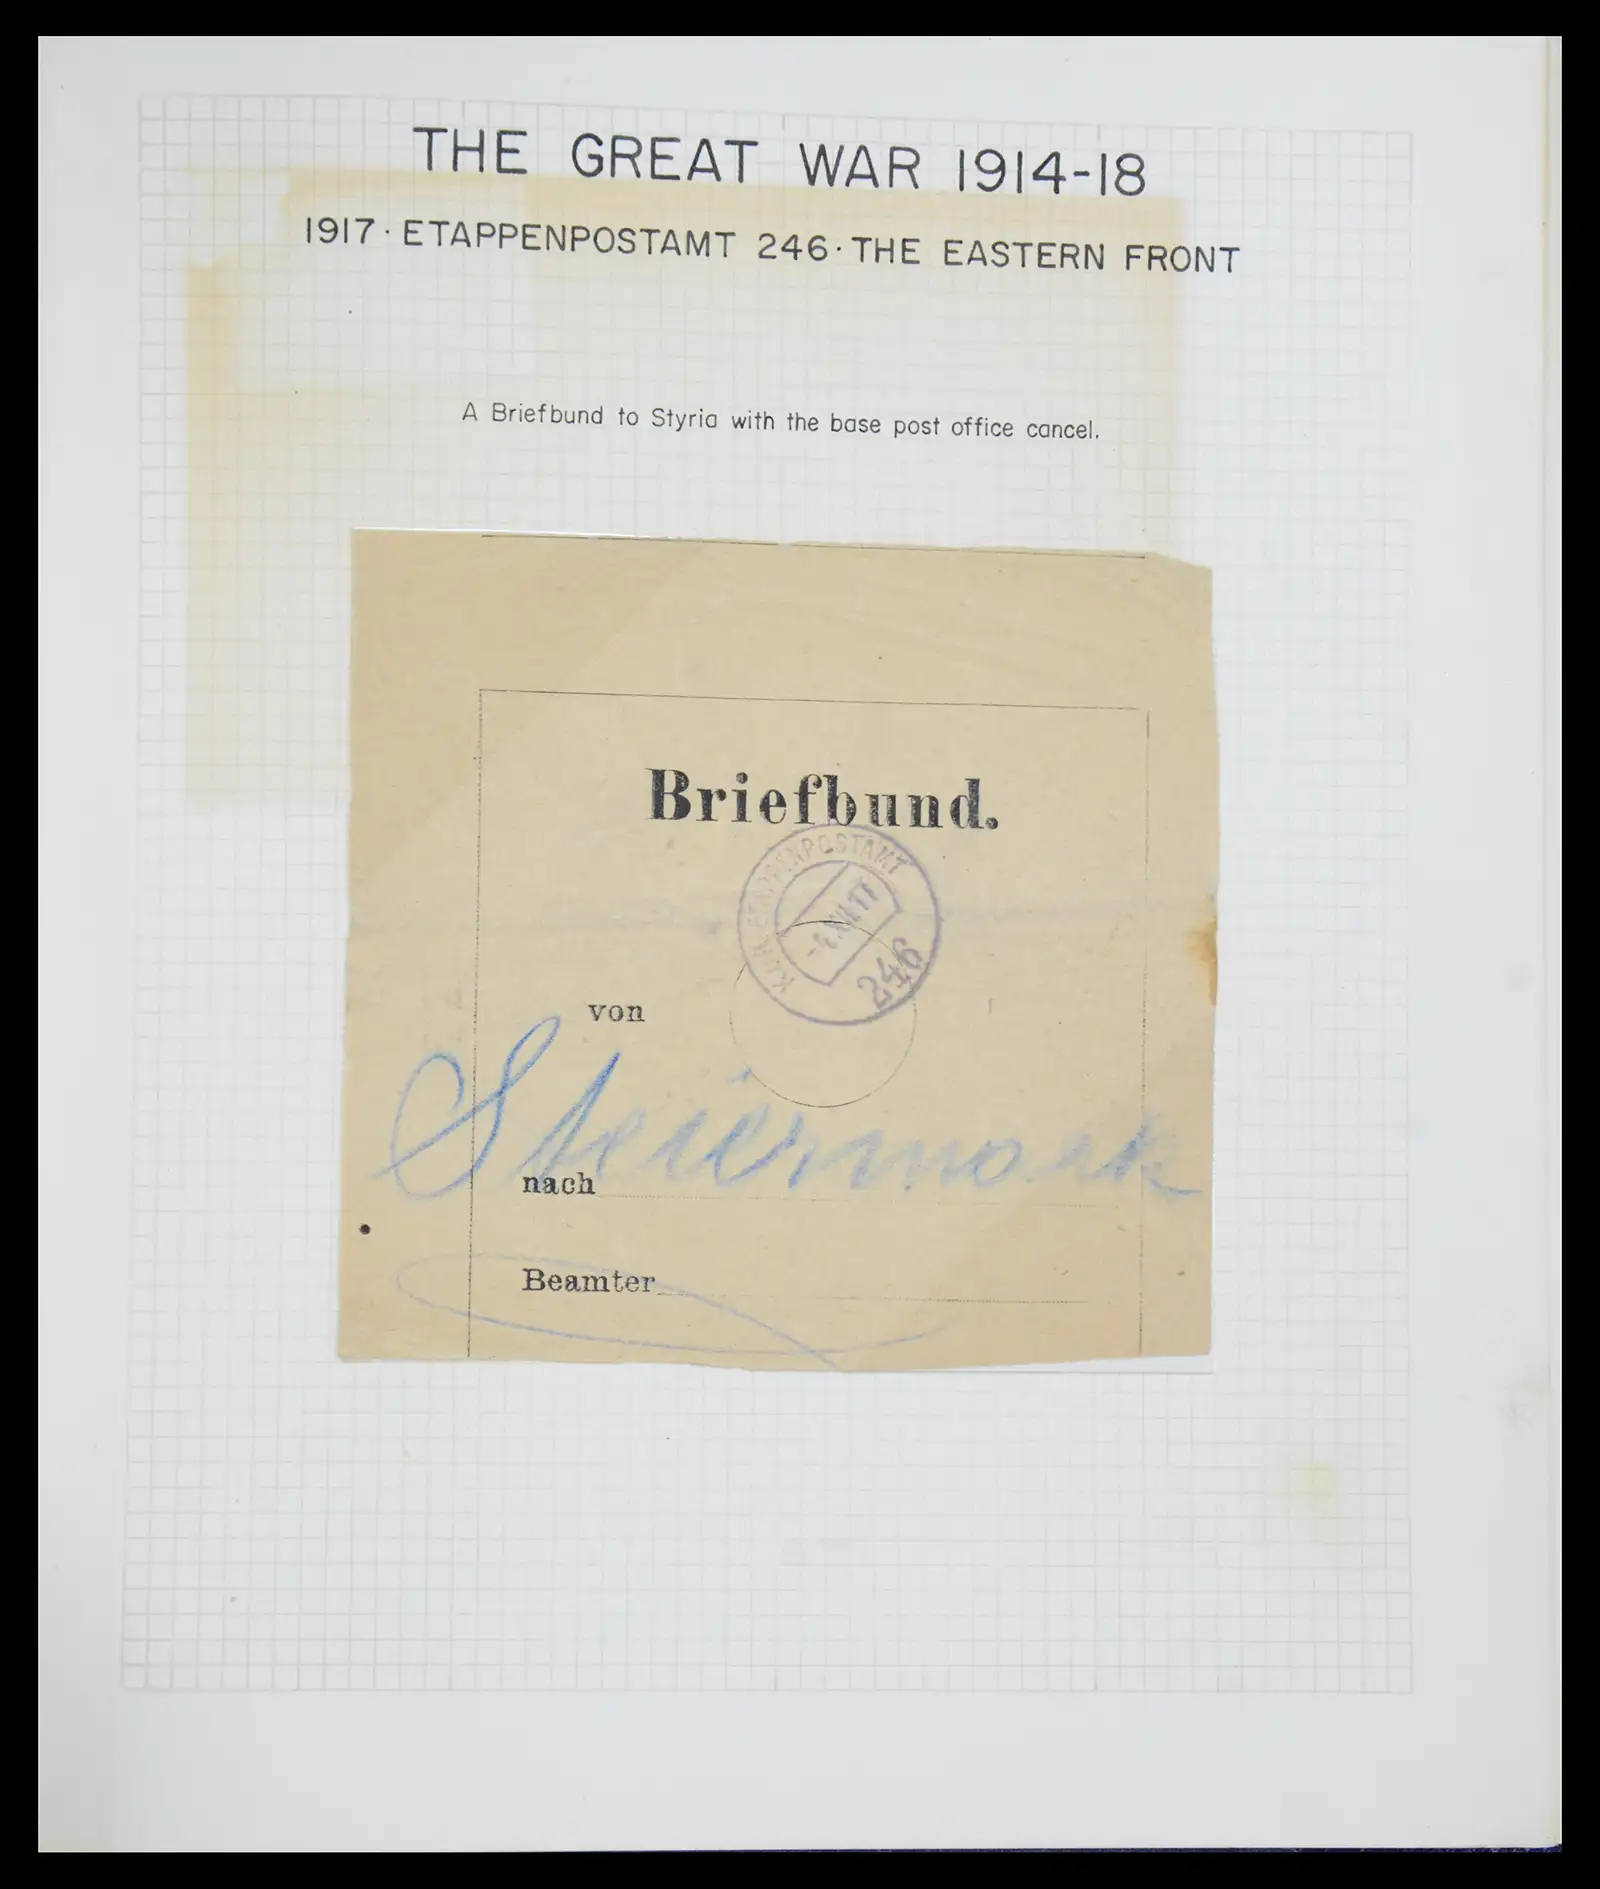 THE GREAT WAR 1914-18
1917 · ETAPPENPOSTAMT 246 · THE EASTERN FRONT
A Briefbund to Styria with the base post office cancel.
Briefbund.
K.u.K. ETAPPENPOSTAMT
246
von
Steiermark
nach
Beamter